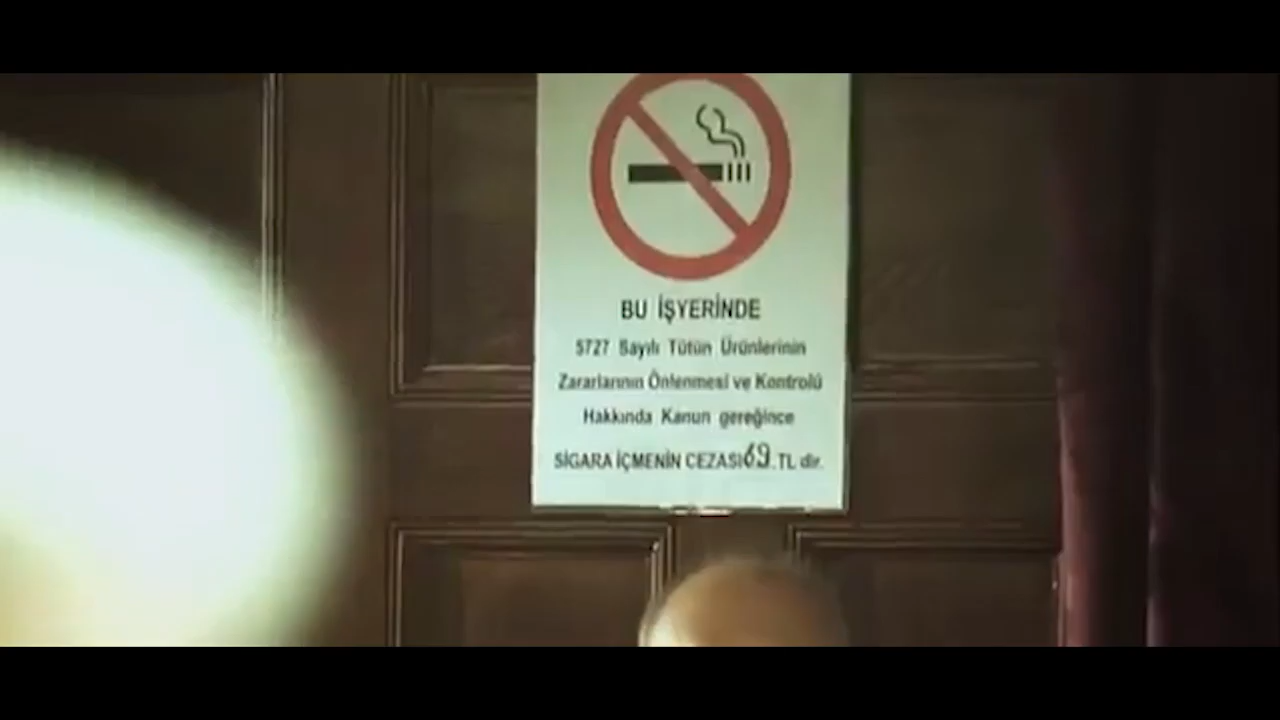 BU İŞYERİNDE
5727 Sayılı Tütün Ürünlerinin
Zararlarının Önlenmesi ve Kontrolü
Hakkında Kanun gereğince
SİGARA İÇMENİN CEZASI 69.TL dir.